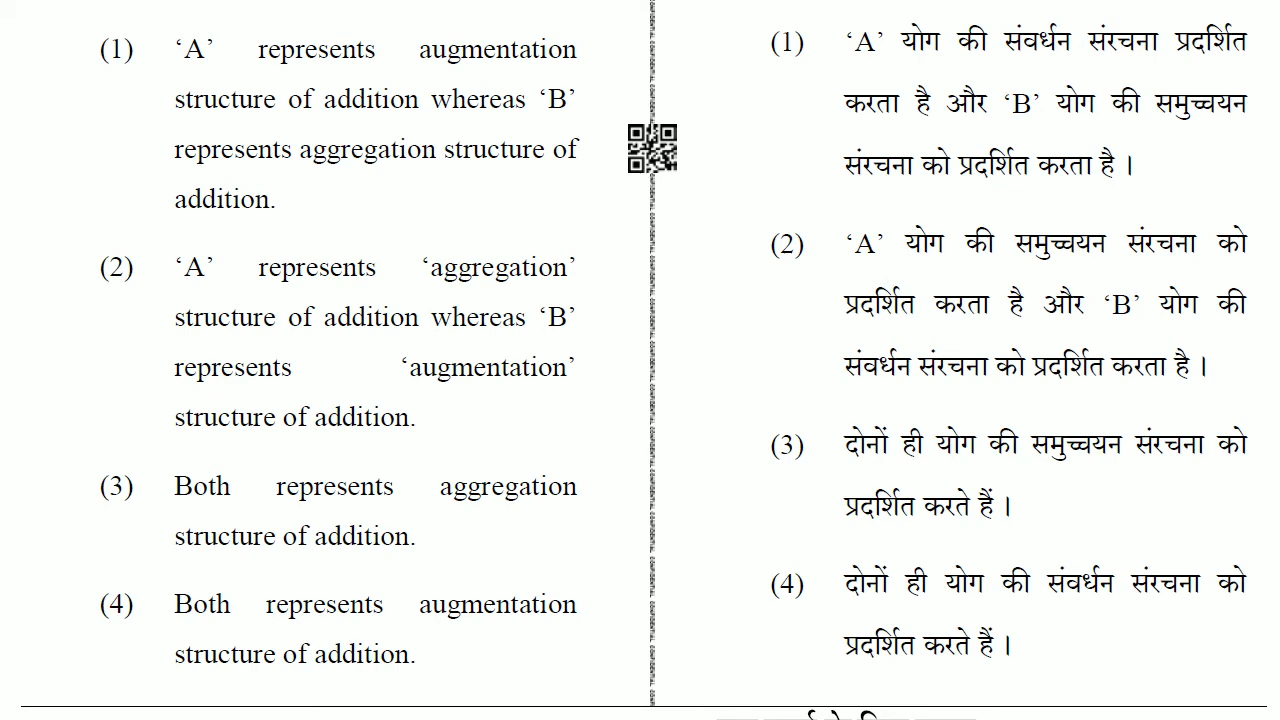 (1) ‘A’ represents augmentation
structure of addition whereas ‘B’
represents aggregation structure of
addition.
(2) ‘A’ represents ‘aggregation’
structure of addition whereas ‘B’
represents ‘augmentation’
structure of addition.
(3) Both represents aggregation
structure of addition.
(4) Both represents augmentation
structure of addition.
(1) ‘A’ योग की संवर्धन संरचना प्रदर्शित
करता है और ‘B’ योग की समुच्चयन
संरचना को प्रदर्शित करता है ।
(2) ‘A’ योग की समुच्चयन संरचना को
प्रदर्शित करता है और ‘B’ योग की
संवर्धन संरचना को प्रदर्शित करता है ।
(3) दोनों ही योग की समुच्चयन संरचना को
प्रदर्शित करते हैं ।
(4) दोनों ही योग की संवर्धन संरचना को
प्रदर्शित करते हैं ।